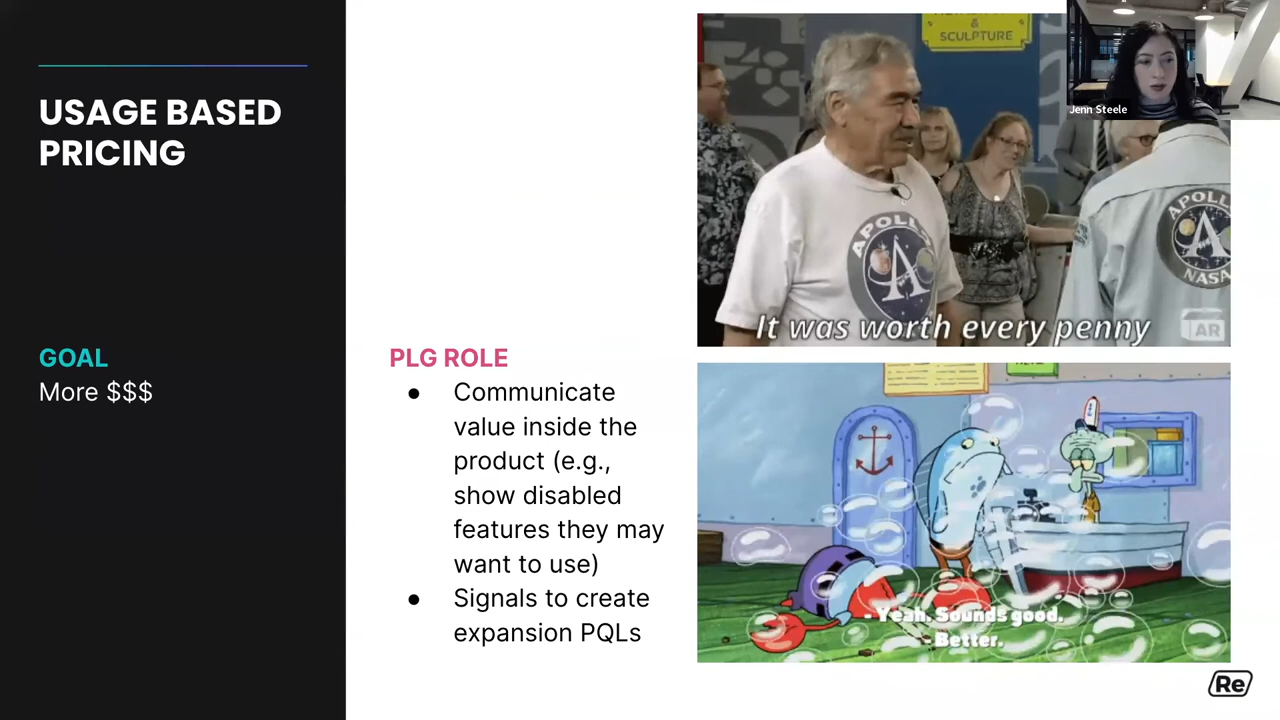 USAGE BASED
PRICING
GOAL
More $$$
PLG ROLE
● Communicate
value inside the
product (e.g.,
show disabled
features they may
want to use)
● Signals to create
expansion PQLs
&
SCULPTURE
APOLLO
APOLLO
NASA
It was worth every penny
AR
Jenn Steele
- Yeah. Sounds good.
- Better.
Re